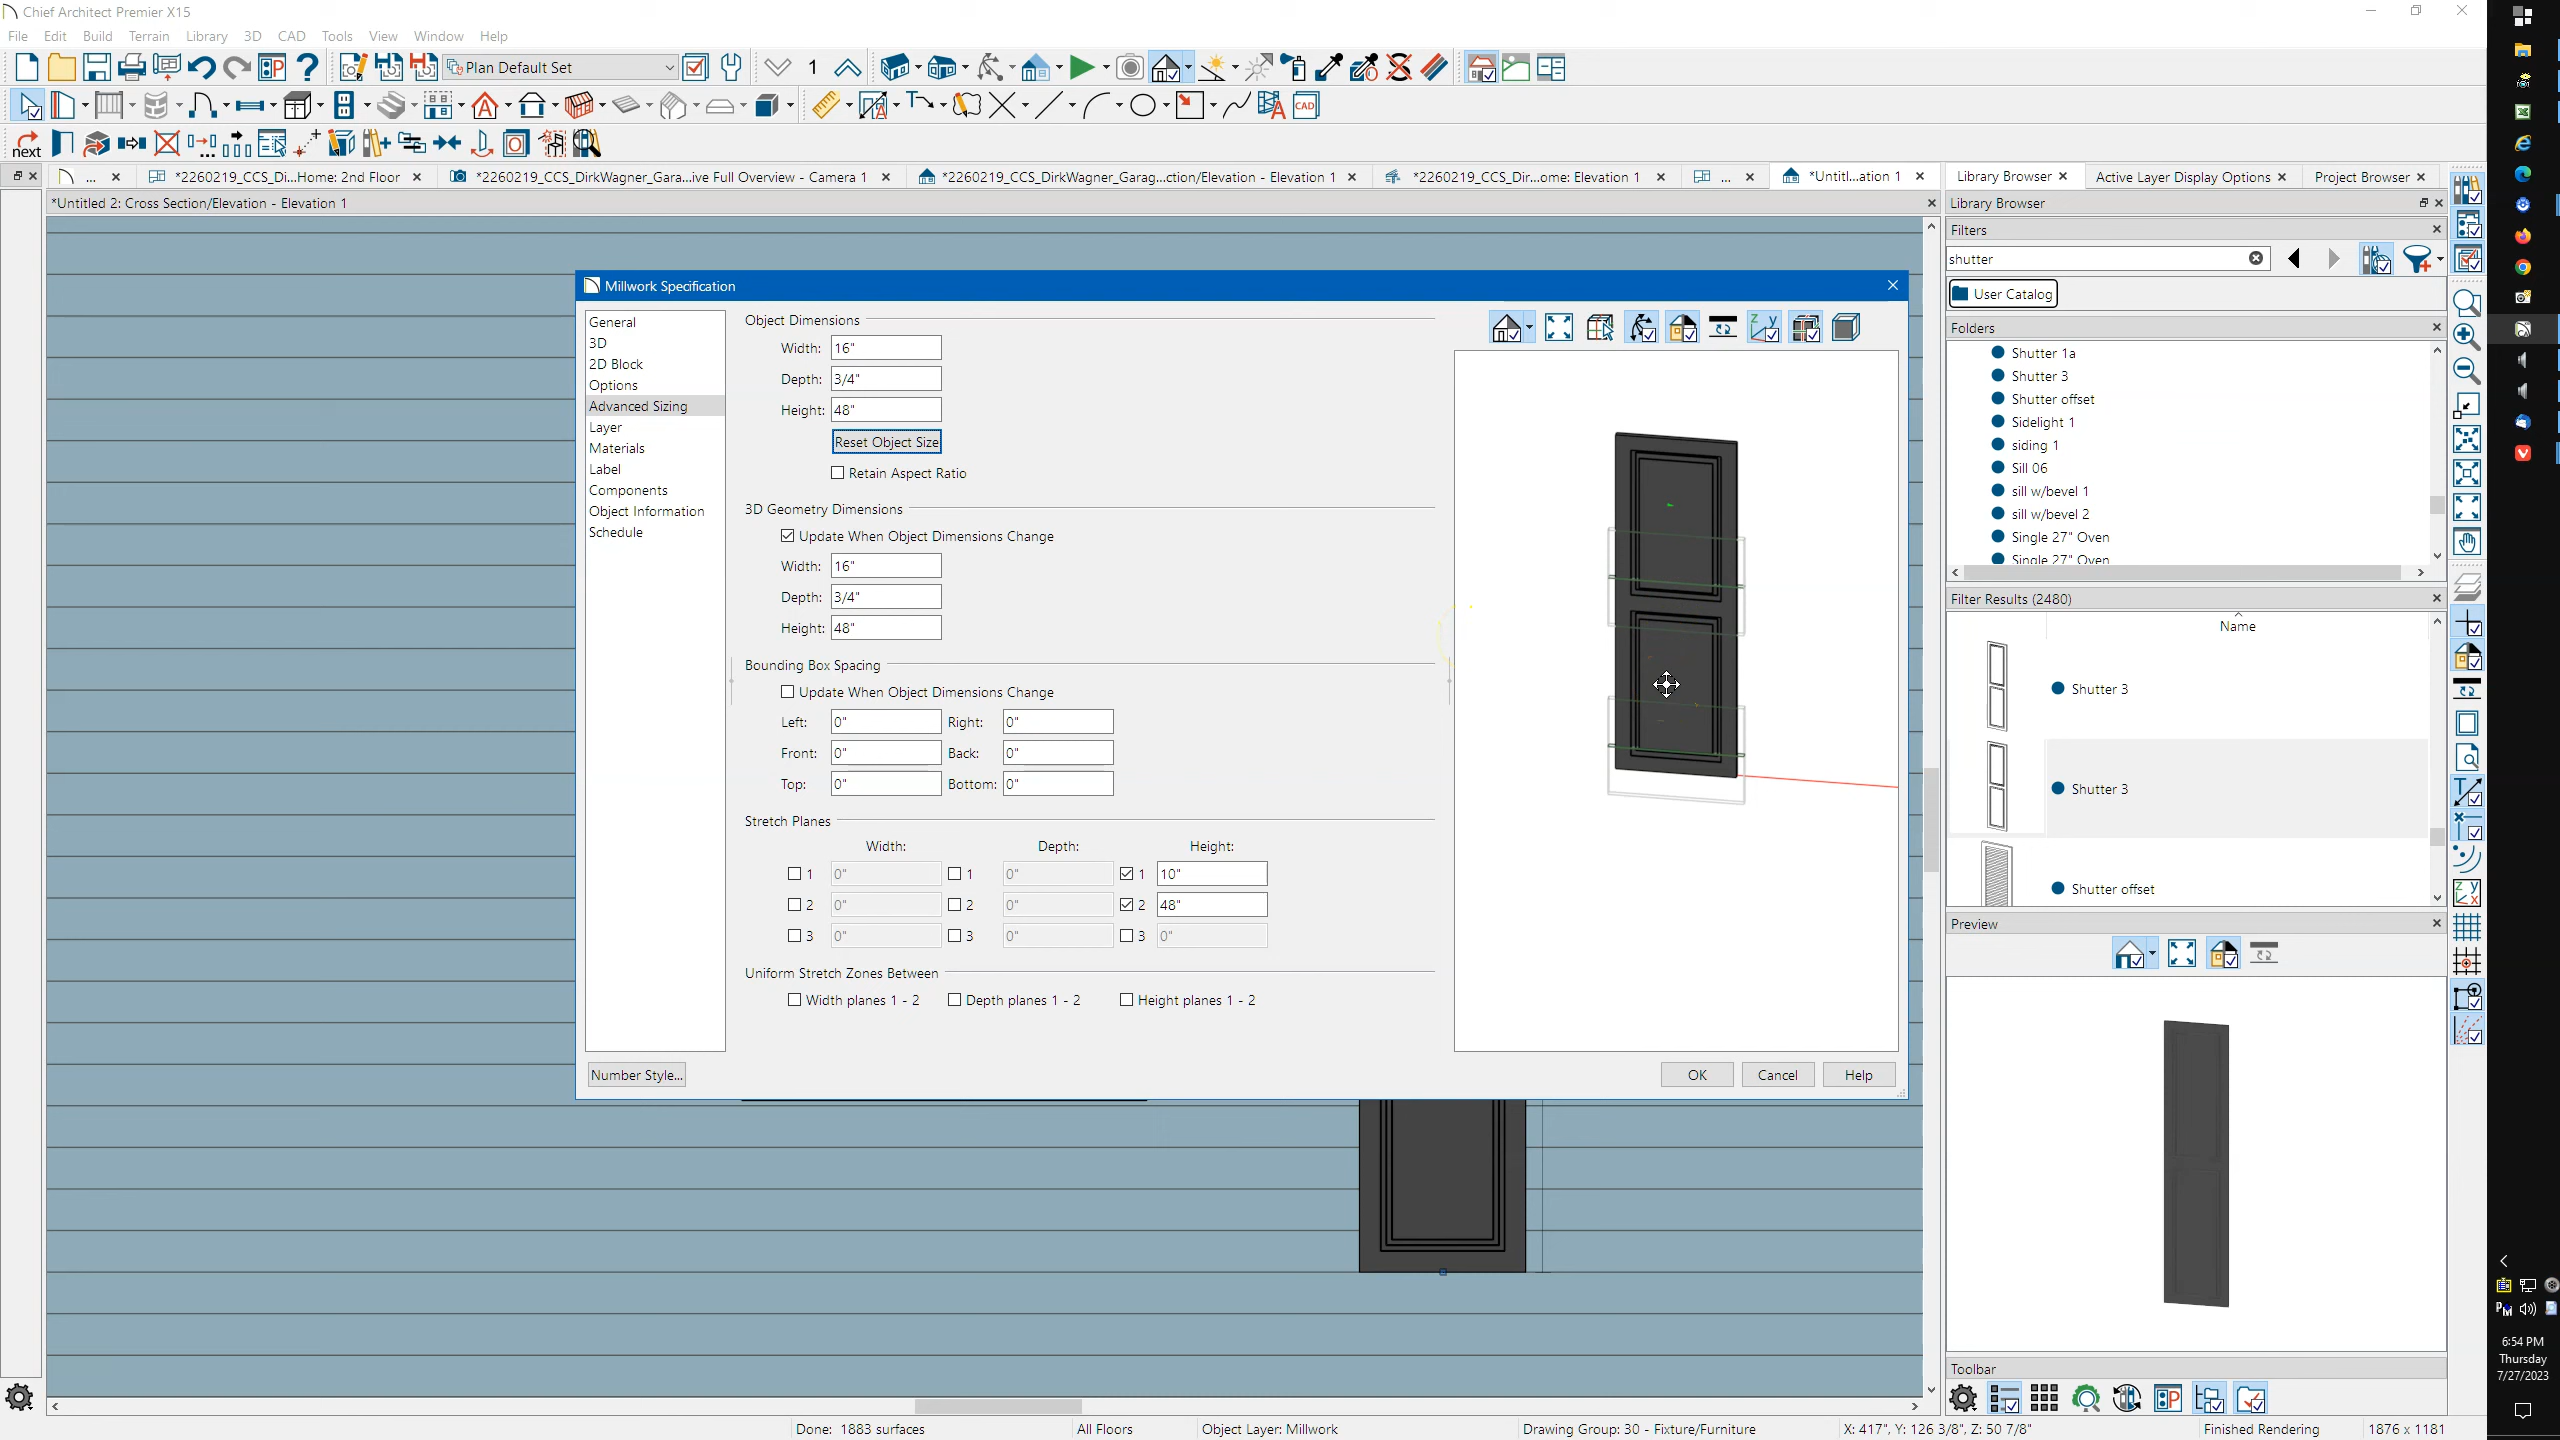 Chief Architect Premier X15
File Edit Build Terrain Library 3D CAD Tools View Window Help
Plan Default Set
1
CAD
next
... *2260219_CCS_Di...Home: 2nd Floor *2260219_CCS_DirkWagner_Gara...ive Full Overview - Camera 1 *2260219_CCS_DirkWagner_Garag...ction/Elevation - Elevation 1 *2260219_CCS_Dir...ome: Elevation 1 ... *Untitl...ation 1
Library Browser Active Layer Display Options Project Browser
*Untitled 2: Cross Section/Elevation - Elevation 1
Library Browser
Filters
shutter
User Catalog
Folders
Shutter 1a
Shutter 3
Shutter offset
Sidelight 1
siding 1
Sill 06
sill w/bevel 1
sill w/bevel 2
Single 27" Oven
Single 27" Oven
Filter Results (2480)
Name
Shutter 3
Shutter 3
Shutter offset
Preview
Toolbar
Millwork Specification
General
3D
2D Block
Options
Advanced Sizing
Layer
Materials
Label
Components
Object Information
Schedule
Object Dimensions
Width: 16"
Depth: 3/4"
Height: 48"
Reset Object Size
Retain Aspect Ratio
3D Geometry Dimensions
Update When Object Dimensions Change
Width: 16"
Depth: 3/4"
Height: 48"
Bounding Box Spacing
Update When Object Dimensions Change
Left: 0" Right: 0"
Front: 0" Back: 0"
Top: 0" Bottom: 0"
Stretch Planes
Width: Depth: Height:
1 0" 1 0" 1 10"
2 0" 2 0" 2 48"
3 0" 3 0" 3 0"
Uniform Stretch Zones Between
Width planes 1 - 2 Depth planes 1 - 2 Height planes 1 - 2
Number Style... OK Cancel Help
Done: 1883 surfaces All Floors Object Layer: Millwork Drawing Group: 30 - Fixture/Furniture X: 417", Y: 126 3/8", Z: 50 7/8" Finished Rendering 1876 x 1181
6:54 PM
Thursday
7/27/2023